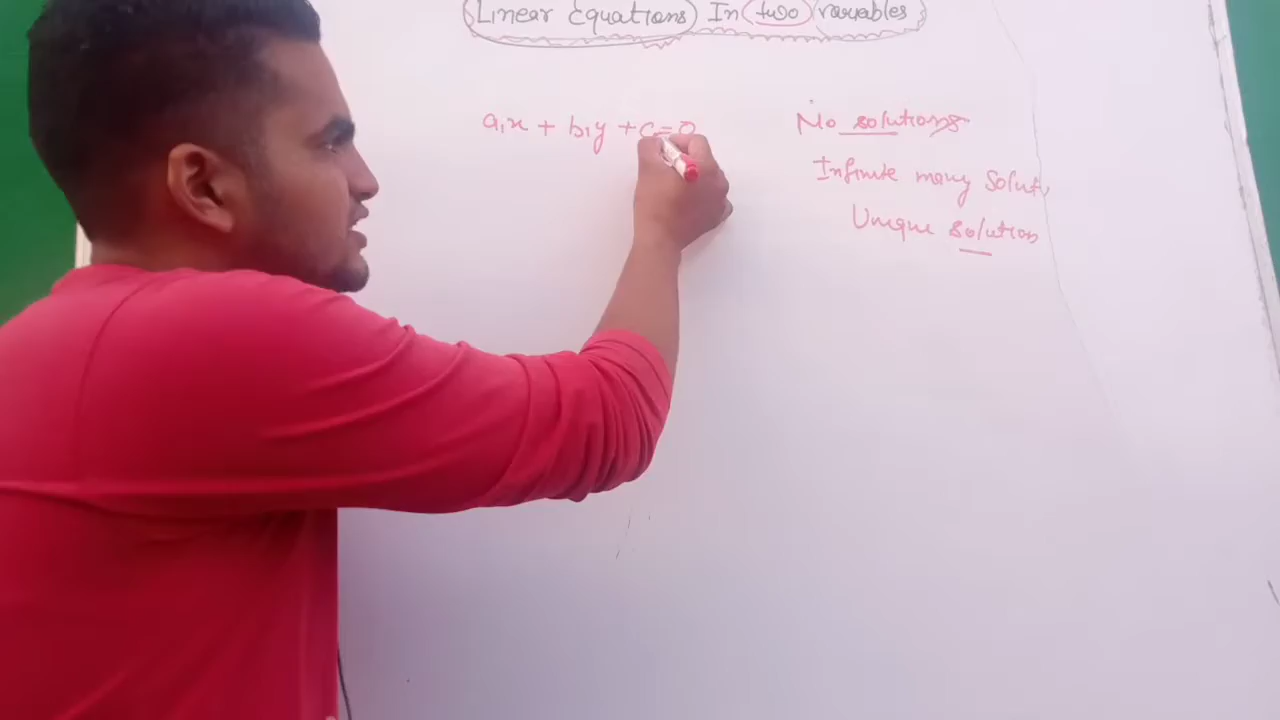 Linear Equations In two variables
a₁x + b₁y + c = 0
No solutions
Infinite many Soluti
Unique solution